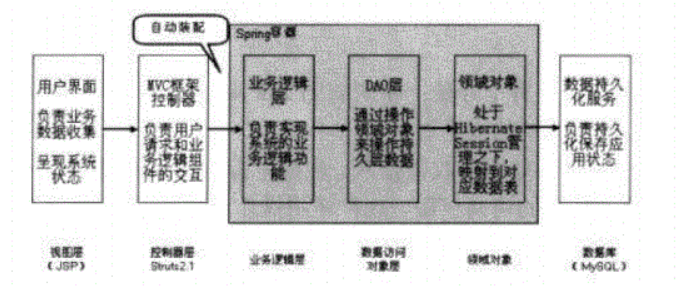 自动装配
Spring容器
用户界面
负责业务
数据收集
呈现系统
状态
MVC框架
控制器
负责用户
请求和业
务逻辑组
件的交互
业务逻辑
层
负责实现
系统的业
务逻辑功
能
DAO层
通过操作
领域对象
来操作持
久层数据
领域对象
处于
Hibernate
Session管
理之下，
映射到对
应数据表
数据持久
化服务
负责持久
化保存应
用状态
视图层
（JSP）
控制器层
Struts2.1
业务逻辑层
数据访问
对象层
领域对象
数据库
（MySQL）